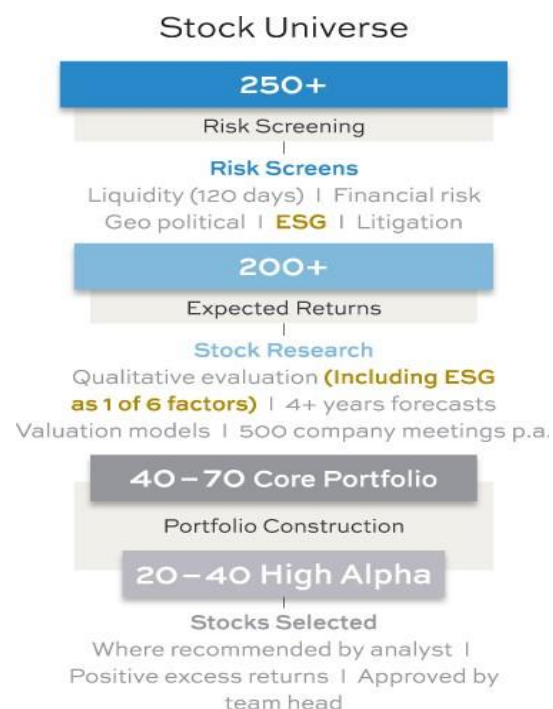 Stock Universe
250+
Risk Screening
Risk Screens
Liquidity (120 days) | Financial risk
Geo political | ESG | Litigation
200+
Expected Returns
Stock Research
Qualitative evaluation (Including ESG
as 1 of 6 factors) | 4+ years forecasts
Valuation models | 500 company meetings p.a.
40–70 Core Portfolio
Portfolio Construction
20–40 High Alpha
Stocks Selected
Where recommended by analyst |
Positive excess returns | Approved by
team head